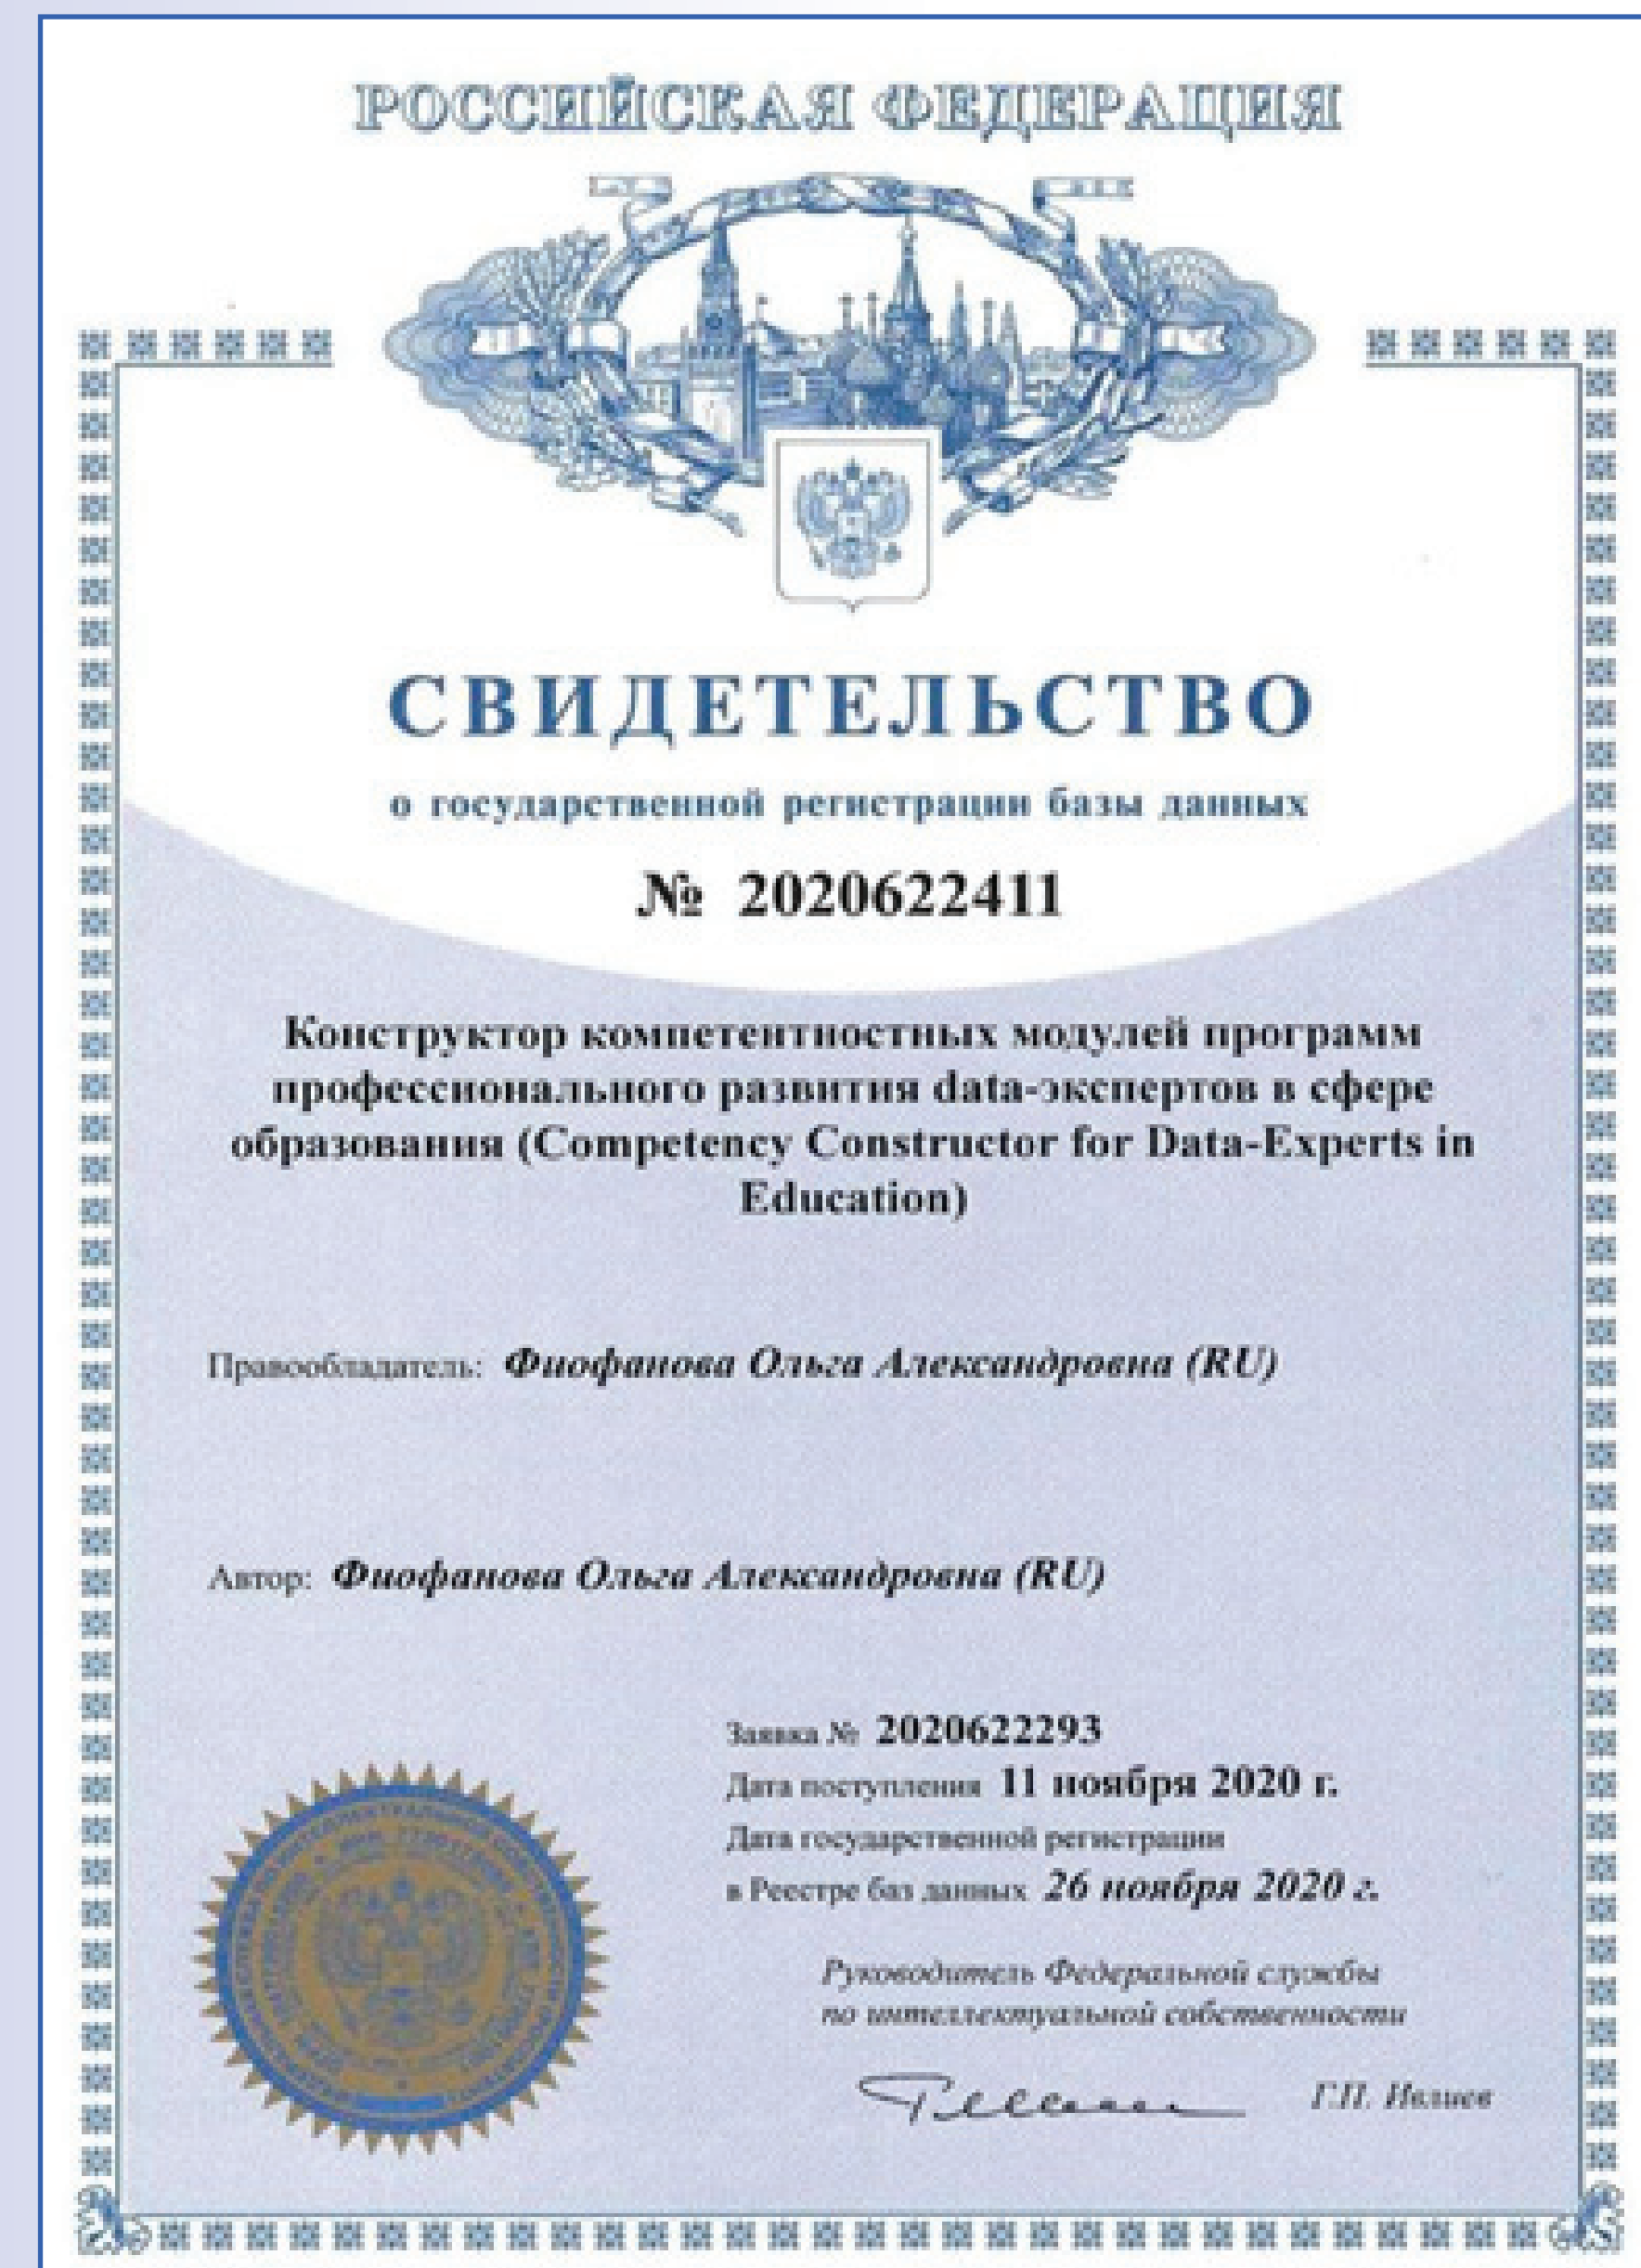 РОССИЙСКАЯ ФЕДЕРАЦИЯ
СВИДЕТЕЛЬСТВО
о государственной регистрации базы данных
№ 2020622411
Конструктор компетентностных модулей программ
профессионального развития data-экспертов в сфере
образования (Competency Constructor for Data-Experts in
Education)
Правообладатель: Фиофанова Ольга Александровна (RU)
Автор: Фиофанова Ольга Александровна (RU)
Заявка № 2020622293
Дата поступления 11 ноября 2020 г.
Дата государственной регистрации
в Реестре баз данных 26 ноября 2020 г.
Руководитель Федеральной службы
по интеллектуальной собственности
Г.П. Ивлиев